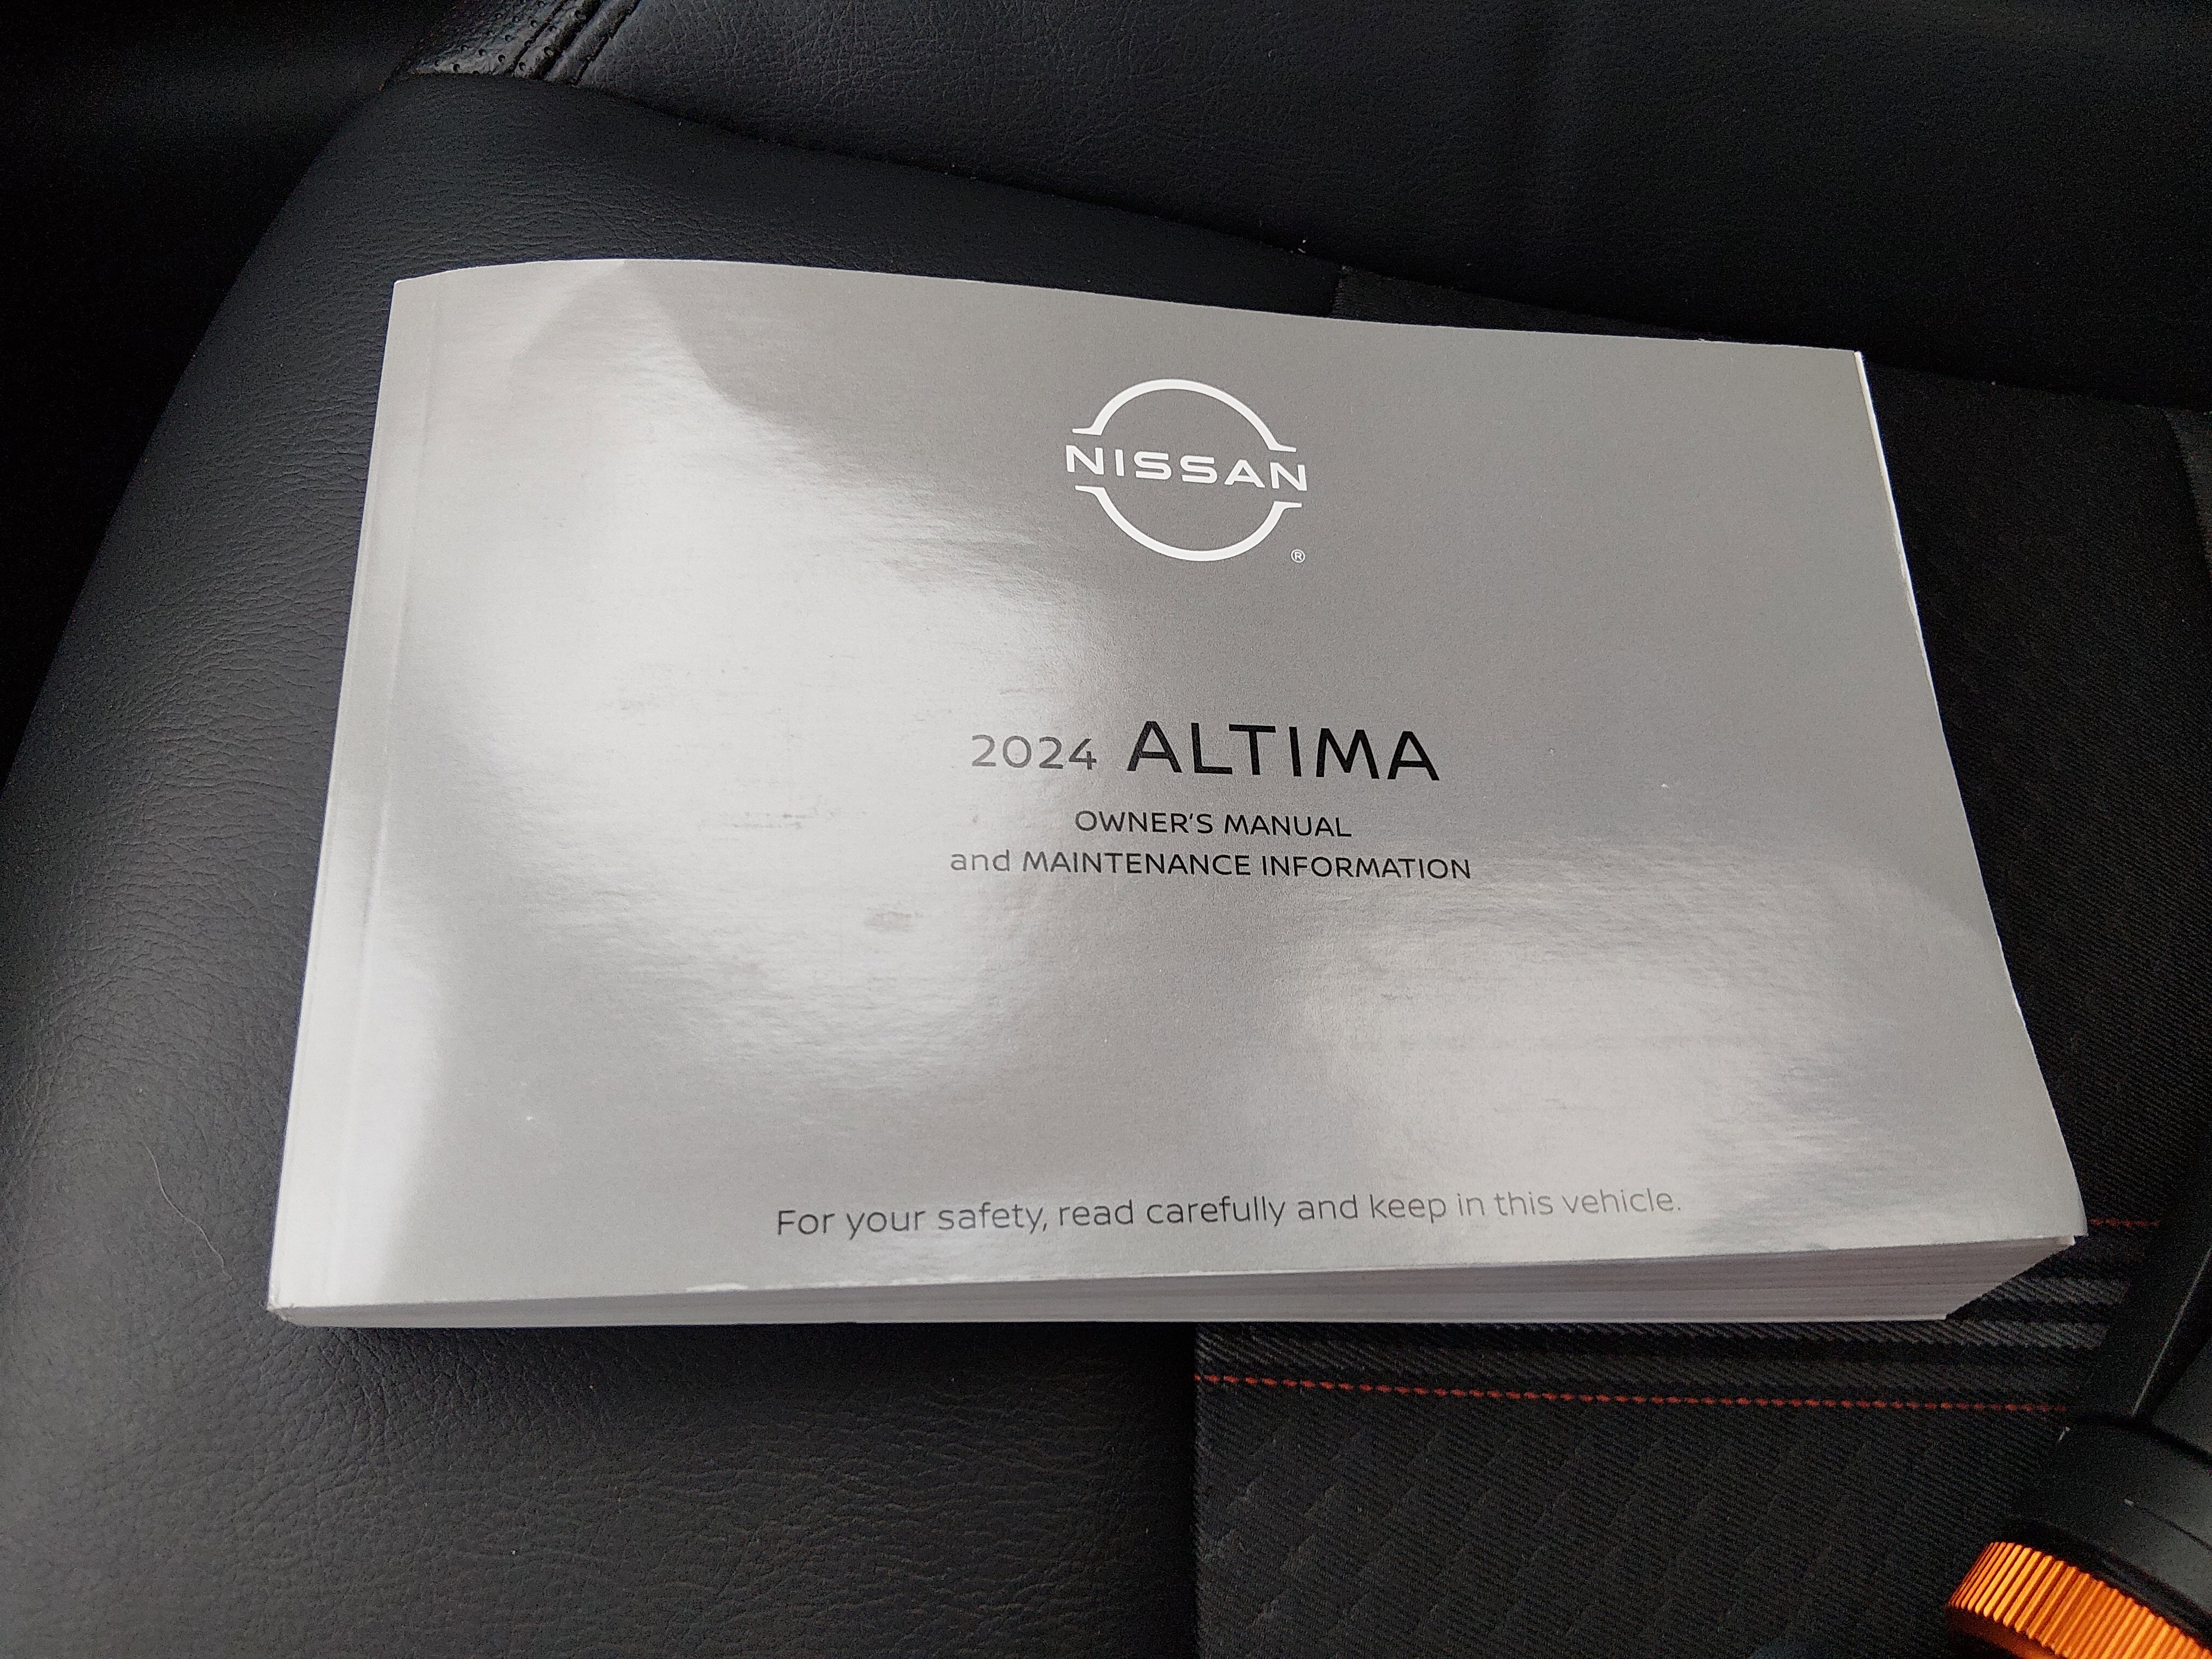 NISSAN
®
2024 ALTIMA
OWNER'S MANUAL
and MAINTENANCE INFORMATION
For your safety, read carefully and keep in this vehicle.